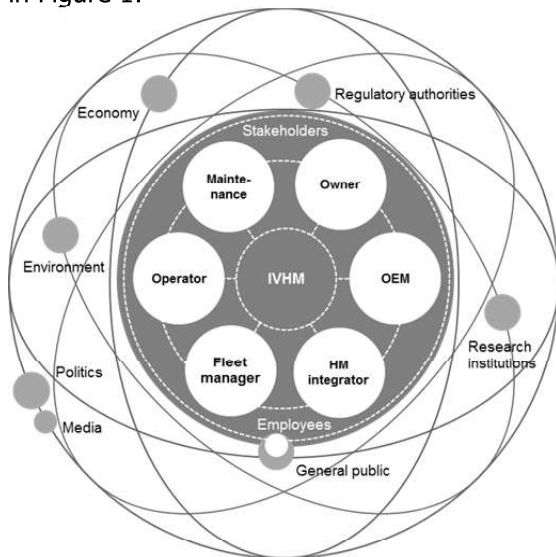 in Figure 1.
Regulatory authorities
Economy
Stakeholders
Mainte-
nance
Owner
Environment
Operator
IVHM
OEM
Research
institutions
Politics
Fleet
manager
HM
integrator
Media
Employees
General public